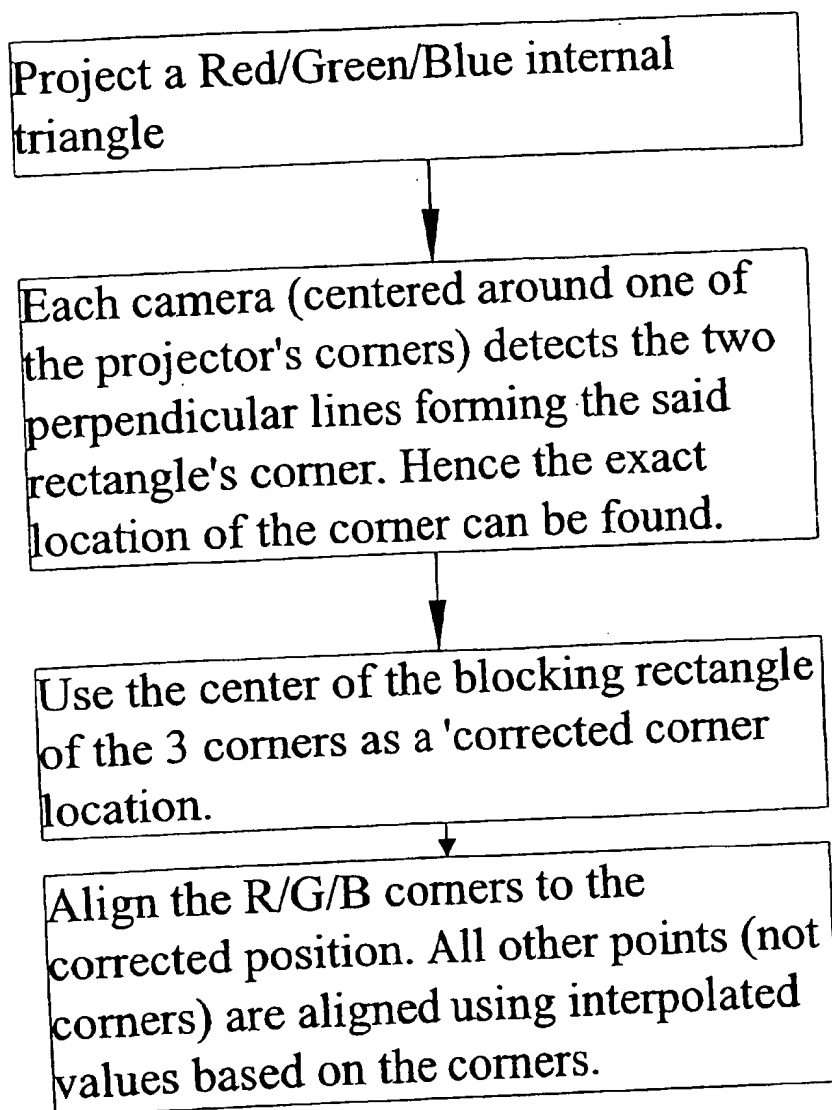 Project a Red/Green/Blue internal
triangle
Each camera (centered around one of
the projector's corners) detects the two
perpendicular lines forming the said
rectangle's corner. Hence the exact
location of the corner can be found.
Use the center of the blocking rectangle
of the 3 corners as a 'corrected corner
location.
Align the R/G/B corners to the
corrected position. All other points (not
corners) are aligned using interpolated
values based on the corners.